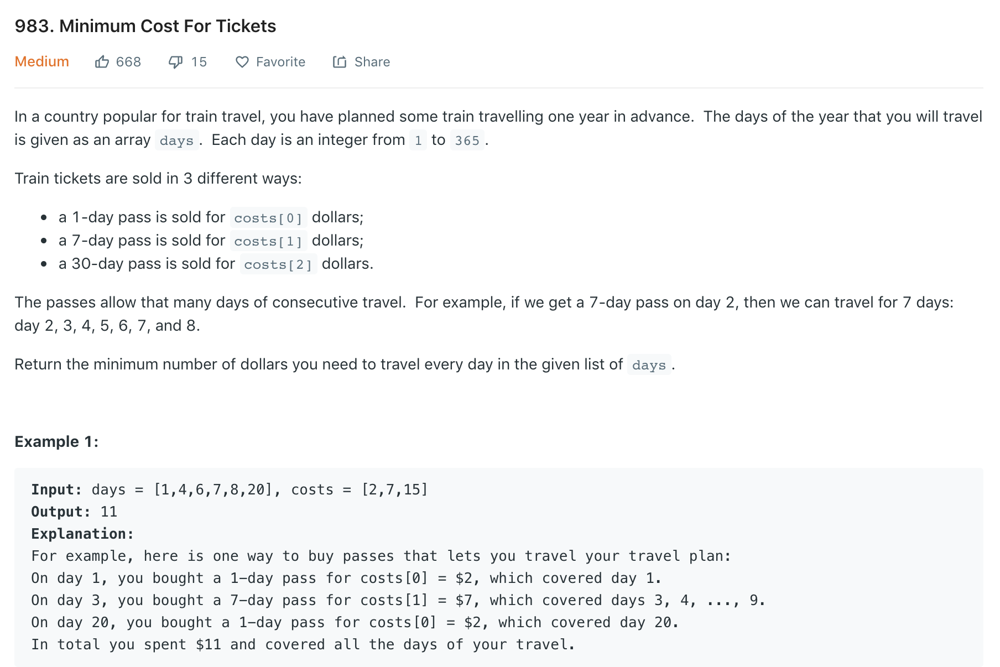 983. Minimum Cost For Tickets
Medium 668 15 Favorite Share
In a country popular for train travel, you have planned some train travelling one year in advance. The days of the year that you will travel
is given as an array days. Each day is an integer from 1 to 365.
Train tickets are sold in 3 different ways:
• a 1-day pass is sold for costs[0] dollars;
• a 7-day pass is sold for costs[1] dollars;
• a 30-day pass is sold for costs[2] dollars.
The passes allow that many days of consecutive travel. For example, if we get a 7-day pass on day 2, then we can travel for 7 days:
day 2, 3, 4, 5, 6, 7, and 8.
Return the minimum number of dollars you need to travel every day in the given list of days.
Example 1:
Input: days = [1,4,6,7,8,20], costs = [2,7,15]
Output: 11
Explanation:
For example, here is one way to buy passes that lets you travel your travel plan:
On day 1, you bought a 1-day pass for costs[0] = $2, which covered day 1.
On day 3, you bought a 7-day pass for costs[1] = $7, which covered days 3, 4, ..., 9.
On day 20, you bought a 1-day pass for costs[0] = $2, which covered day 20.
In total you spent $11 and covered all the days of your travel.